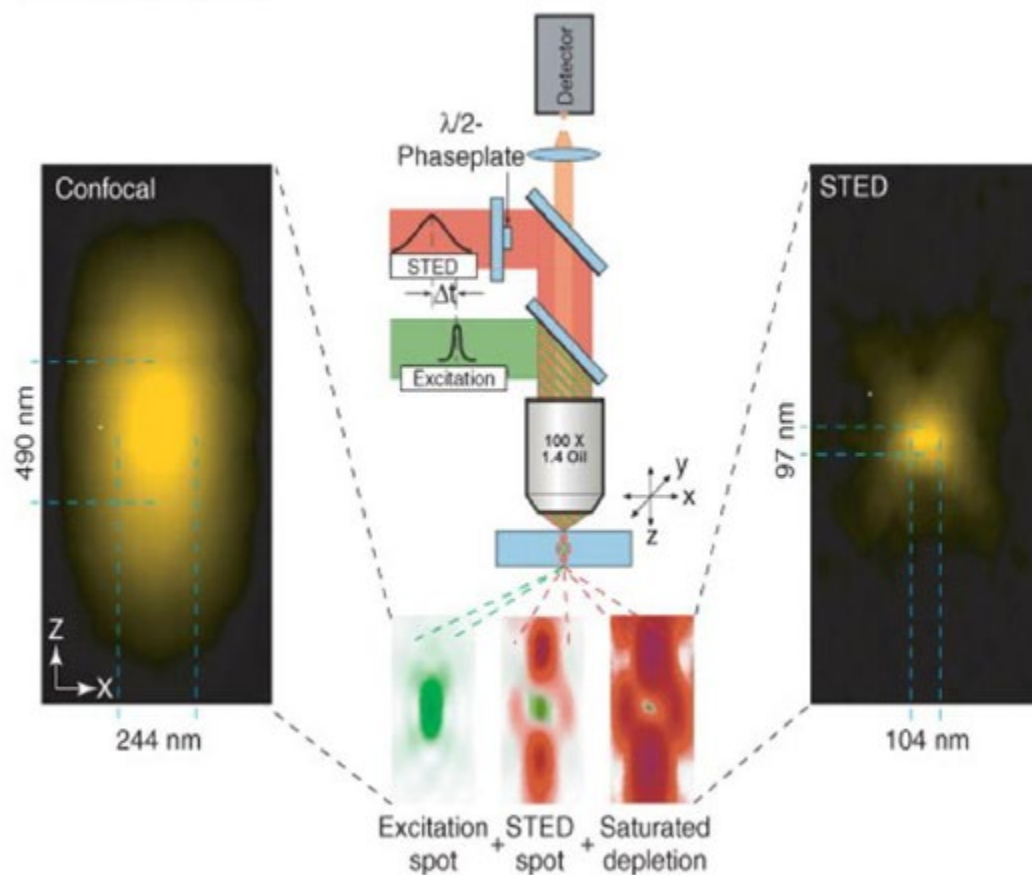 Detector
λ/2-
Phaseplate
Confocal
STED
STED
Δt
Excitation
490 nm
100 X
1.4 Oil
97 nm
y
x
z
Z
X
244 nm
104 nm
Excitation
spot
+
STED
spot
+
Saturated
depletion